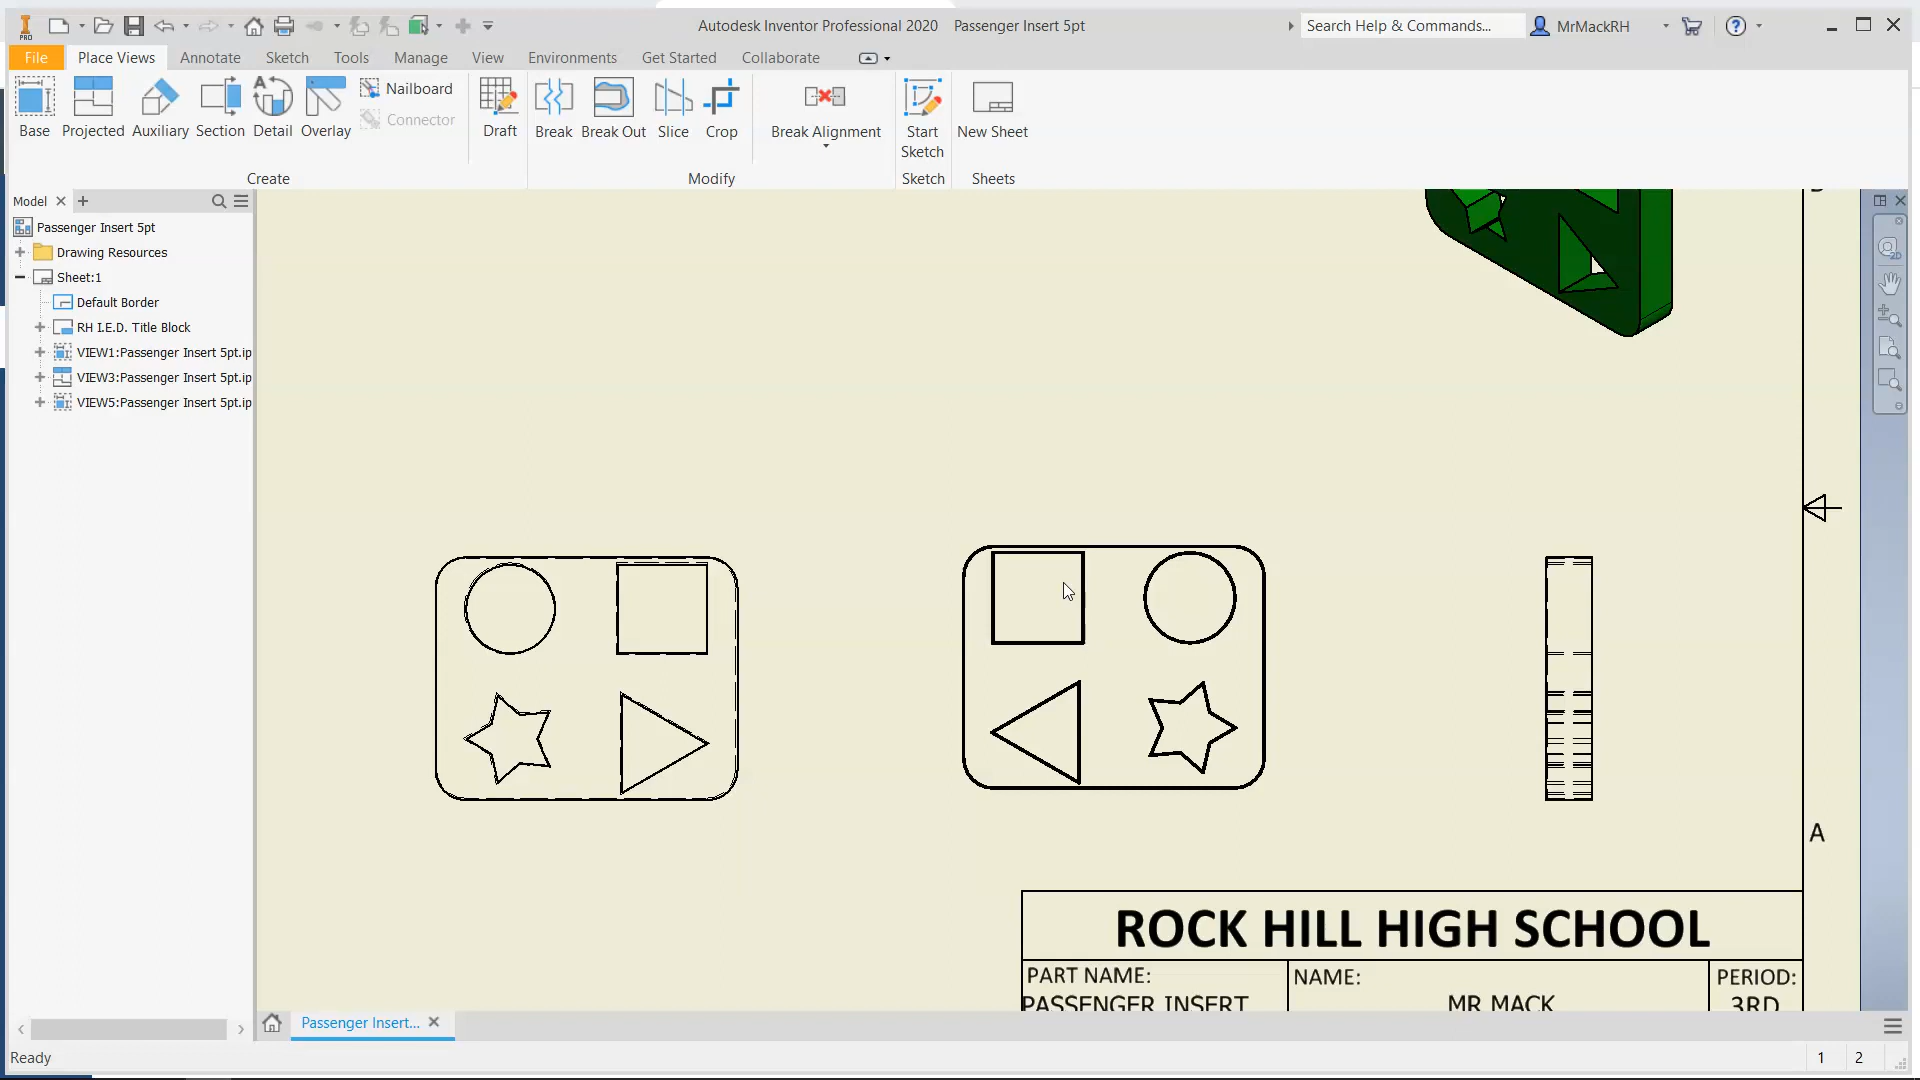 PRO
Autodesk Inventor Professional 2020 Passenger Insert 5pt
Search Help & Commands...
MrMackRH
File Place Views Annotate Sketch Tools Manage View Environments Get Started Collaborate
Base
Projected
Auxiliary
Section
Detail
Overlay
Nailboard
Connector
Draft
Break
Break Out
Slice
Crop
Break Alignment
Start
Sketch
New Sheet
Create
Modify
Sketch
Sheets
Model
Passenger Insert 5pt
Drawing Resources
Sheet:1
Default Border
RH I.E.D. Title Block
VIEW1:Passenger Insert 5pt.ip
VIEW3:Passenger Insert 5pt.ip
VIEW5:Passenger Insert 5pt.ip
2D
A
ROCK HILL HIGH SCHOOL
PART NAME:
PASSENGER INSERT
NAME:
MR MACK
PERIOD:
3RD
Passenger Insert...
Ready
1 2